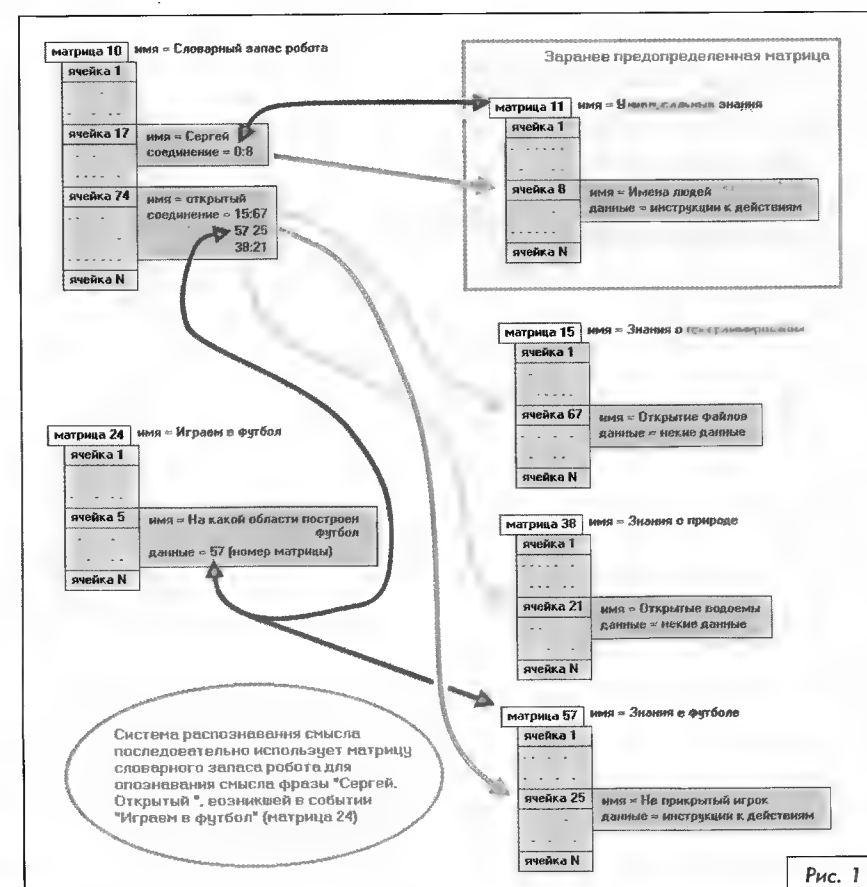 матрица 10 имя = Словарный запас робота
ячейка 1
ячейка 17
имя = Сергей
соединение = 0:8
ячейка 74
имя = открытый
соединение = 15:67
57 25
38:21
ячейка N
Заранее предопределенная матрица
матрица 11 имя = знания
ячейка 1
ячейка 8
имя = Имена людей
данные = инструкции к действиям
ячейка N
матрица 15 имя = Знания о
ячейка 1
ячейка 67
имя = Открытие файлов
данные = некие данные
ячейка N
матрица 24 имя = Играем в футбол
ячейка 1
ячейка 5
имя = На какой области построен
футбол
данные = 57 (номер матрицы)
ячейка N
матрица 38 имя = Знания о природе
ячейка 1
ячейка 21
имя = Открытые водоемы
данные = некие данные
ячейка N
матрица 57 имя = Знания о футболе
ячейка 1
ячейка 25
имя = Не прикрытый игрок
данные = инструкции к действиям
ячейка N
Система распознавания смысла
последовательно использует матрицу
словарного запаса робота для
опознавания смысла фразы "Сергей.
Открытый ", возникшей в событии
"Играем в футбол" (матрица 24)
Рис. 1